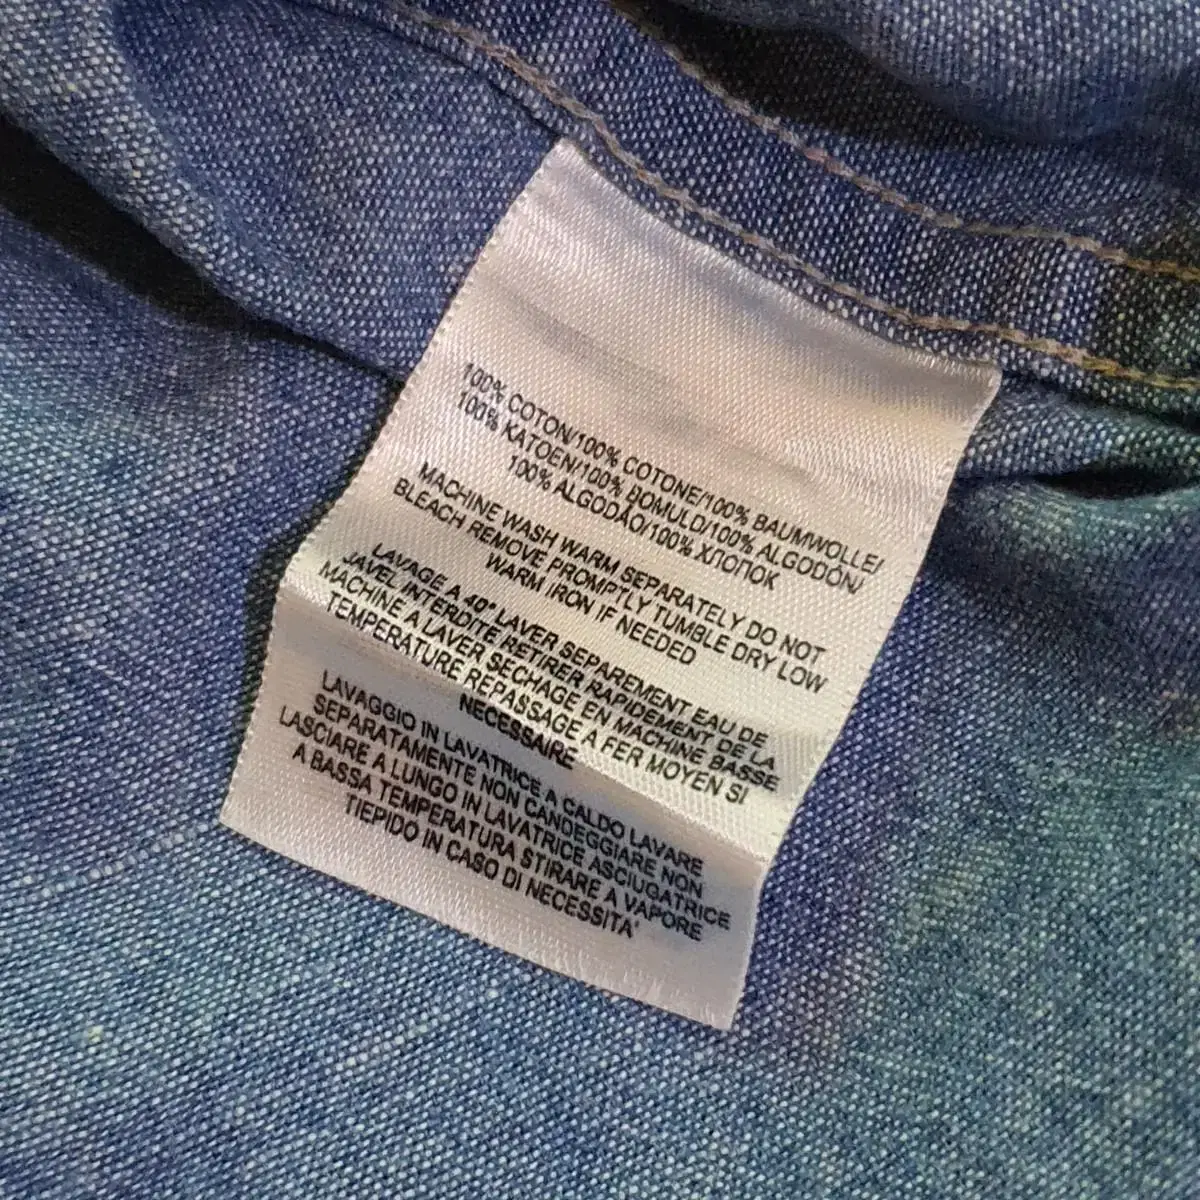 100% COTON/100% COTONE/100% BAUMWOLLE/
100% KATOEN/100% BOMULD/100% ALGODÓN/
100% ALGODÃO/100% ХЛОПОК
MACHINE WASH WARM SEPARATELY DO NOT
BLEACH REMOVE PROMPTLY TUMBLE DRY LOW
WARM IRON IF NEEDED
LAVAGE A 40° LAVER SEPAREMENT EAU DE
JAVEL INTERDITE RETIRER RAPIDEMENT DE LA
MACHINE A LAVER SECHAGE EN MACHINE BASSE
TEMPERATURE REPASSAGE A FER MOYEN SI
NECESSAIRE
LAVAGGIO IN LAVATRICE A CALDO LAVARE
SEPARATAMENTE NON CANDEGGIARE NON
LASCIARE A LUNGO IN LAVATRICE ASCIUGATRICE
A BASSA TEMPERATURA STIRARE A VAPORE
TIEPIDO IN CASO DI NECESSITA'